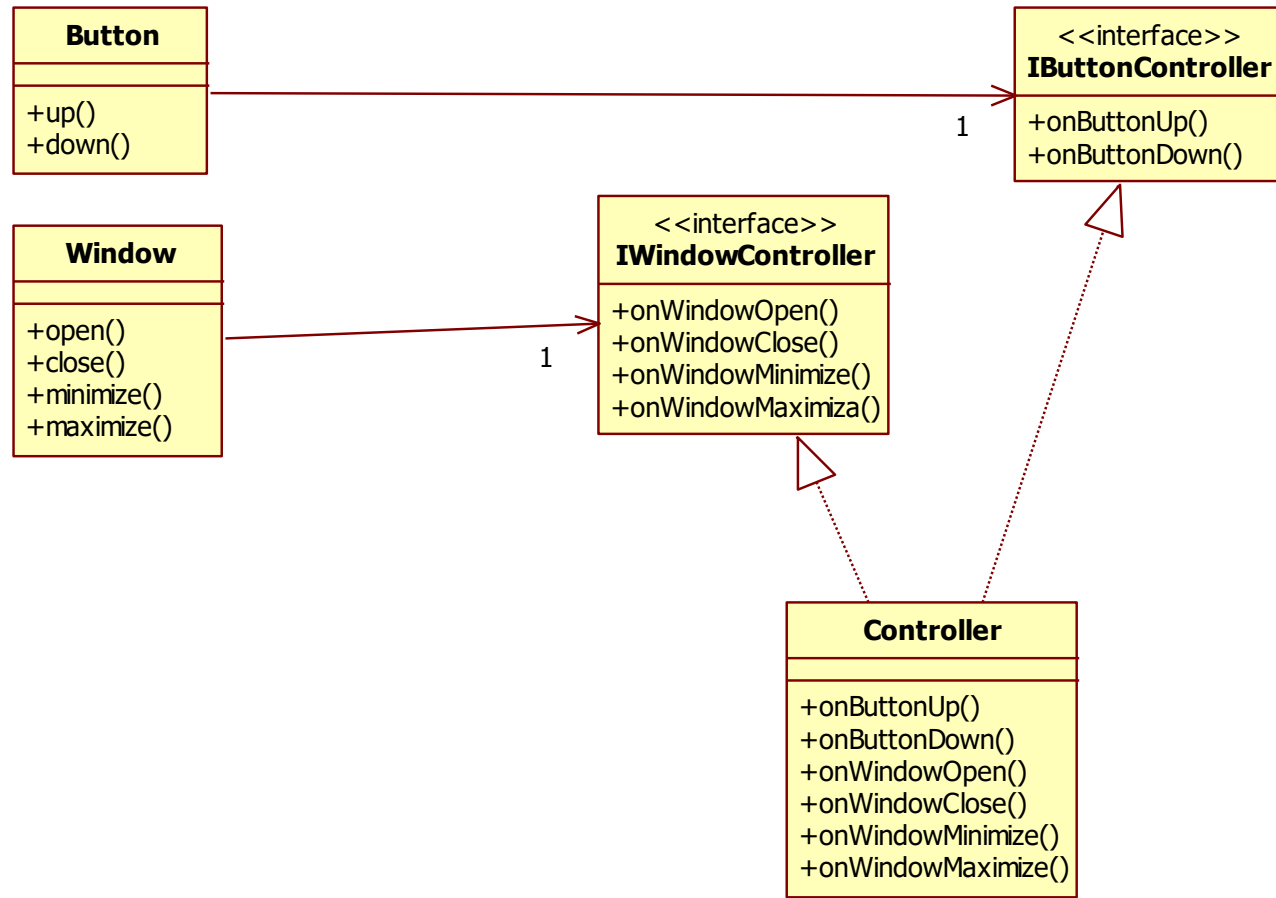 Button
+up()
+down()
<<interface>>
IButtonController
+onButtonUp()
+onButtonDown()
1
Window
+open()
+close()
+minimize()
+maximize()
<<interface>>
IWindowController
+onWindowOpen()
+onWindowClose()
+onWindowMinimize()
+onWindowMaximiza()
1
Controller
+onButtonUp()
+onButtonDown()
+onWindowOpen()
+onWindowClose()
+onWindowMinimize()
+onWindowMaximize()